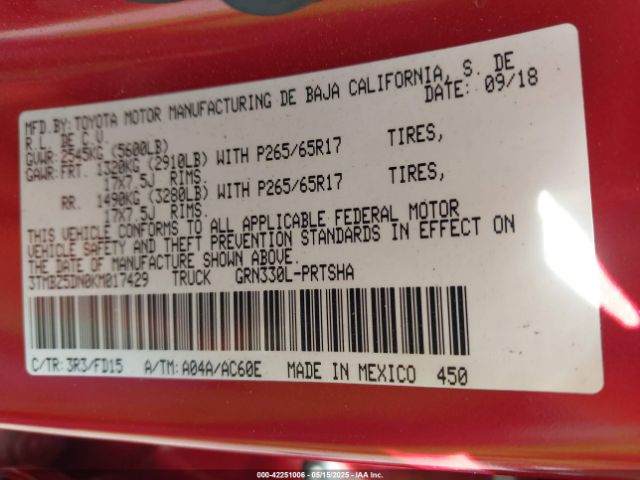 MFD.BY:TOYOTA MOTOR MANUFACTURING DE BAJA CALIFORNIA, S. DE
R L. DE C.V. DATE: 09/18
GVWR: 2545KG (5600LB)
GAWR: FRT. 1320KG (2910LB) WITH P265/65R17 TIRES,
17X7.5J RIMS.
RR. 1490KG (3280LB) WITH P265/65R17 TIRES,
17X7.5J RIMS.
THIS VEHICLE CONFORMS TO ALL APPLICABLE FEDERAL MOTOR
VEHICLE SAFETY AND THEFT PREVENTION STANDARDS IN EFFECT ON
THE DATE OF MANUFACTURE SHOWN ABOVE.
3TMBZ5DN0KM017429 TRUCK GRN330L-PRTSHA
C/TR:3R3/FD15 A/TM:A04A/AC60E MADE IN MEXICO 450
000-42251006 - 05/15/2025 - IAA Inc. All Rights Reserved